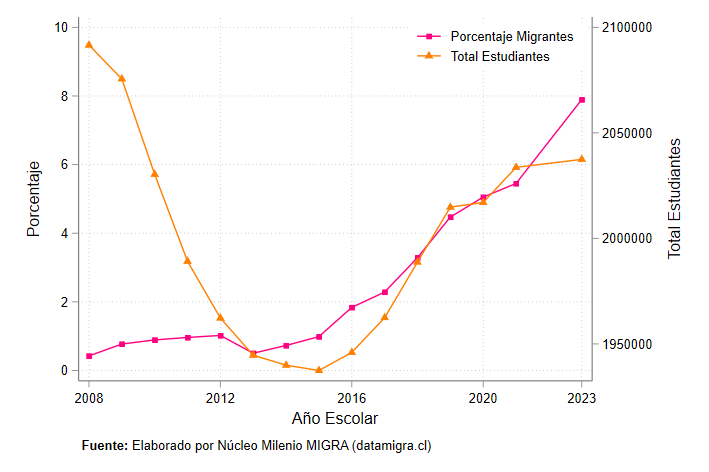 Porcentaje Migrantes
Total Estudiantes
Porcentaje
10
8
6
4
2
0
2100000
2050000
2000000
1950000
Total Estudiantes
2008
2012
2016
2020
2023
Año Escolar
Fuente: Elaborado por Núcleo Milenio MIGRA (datamigra.cl)